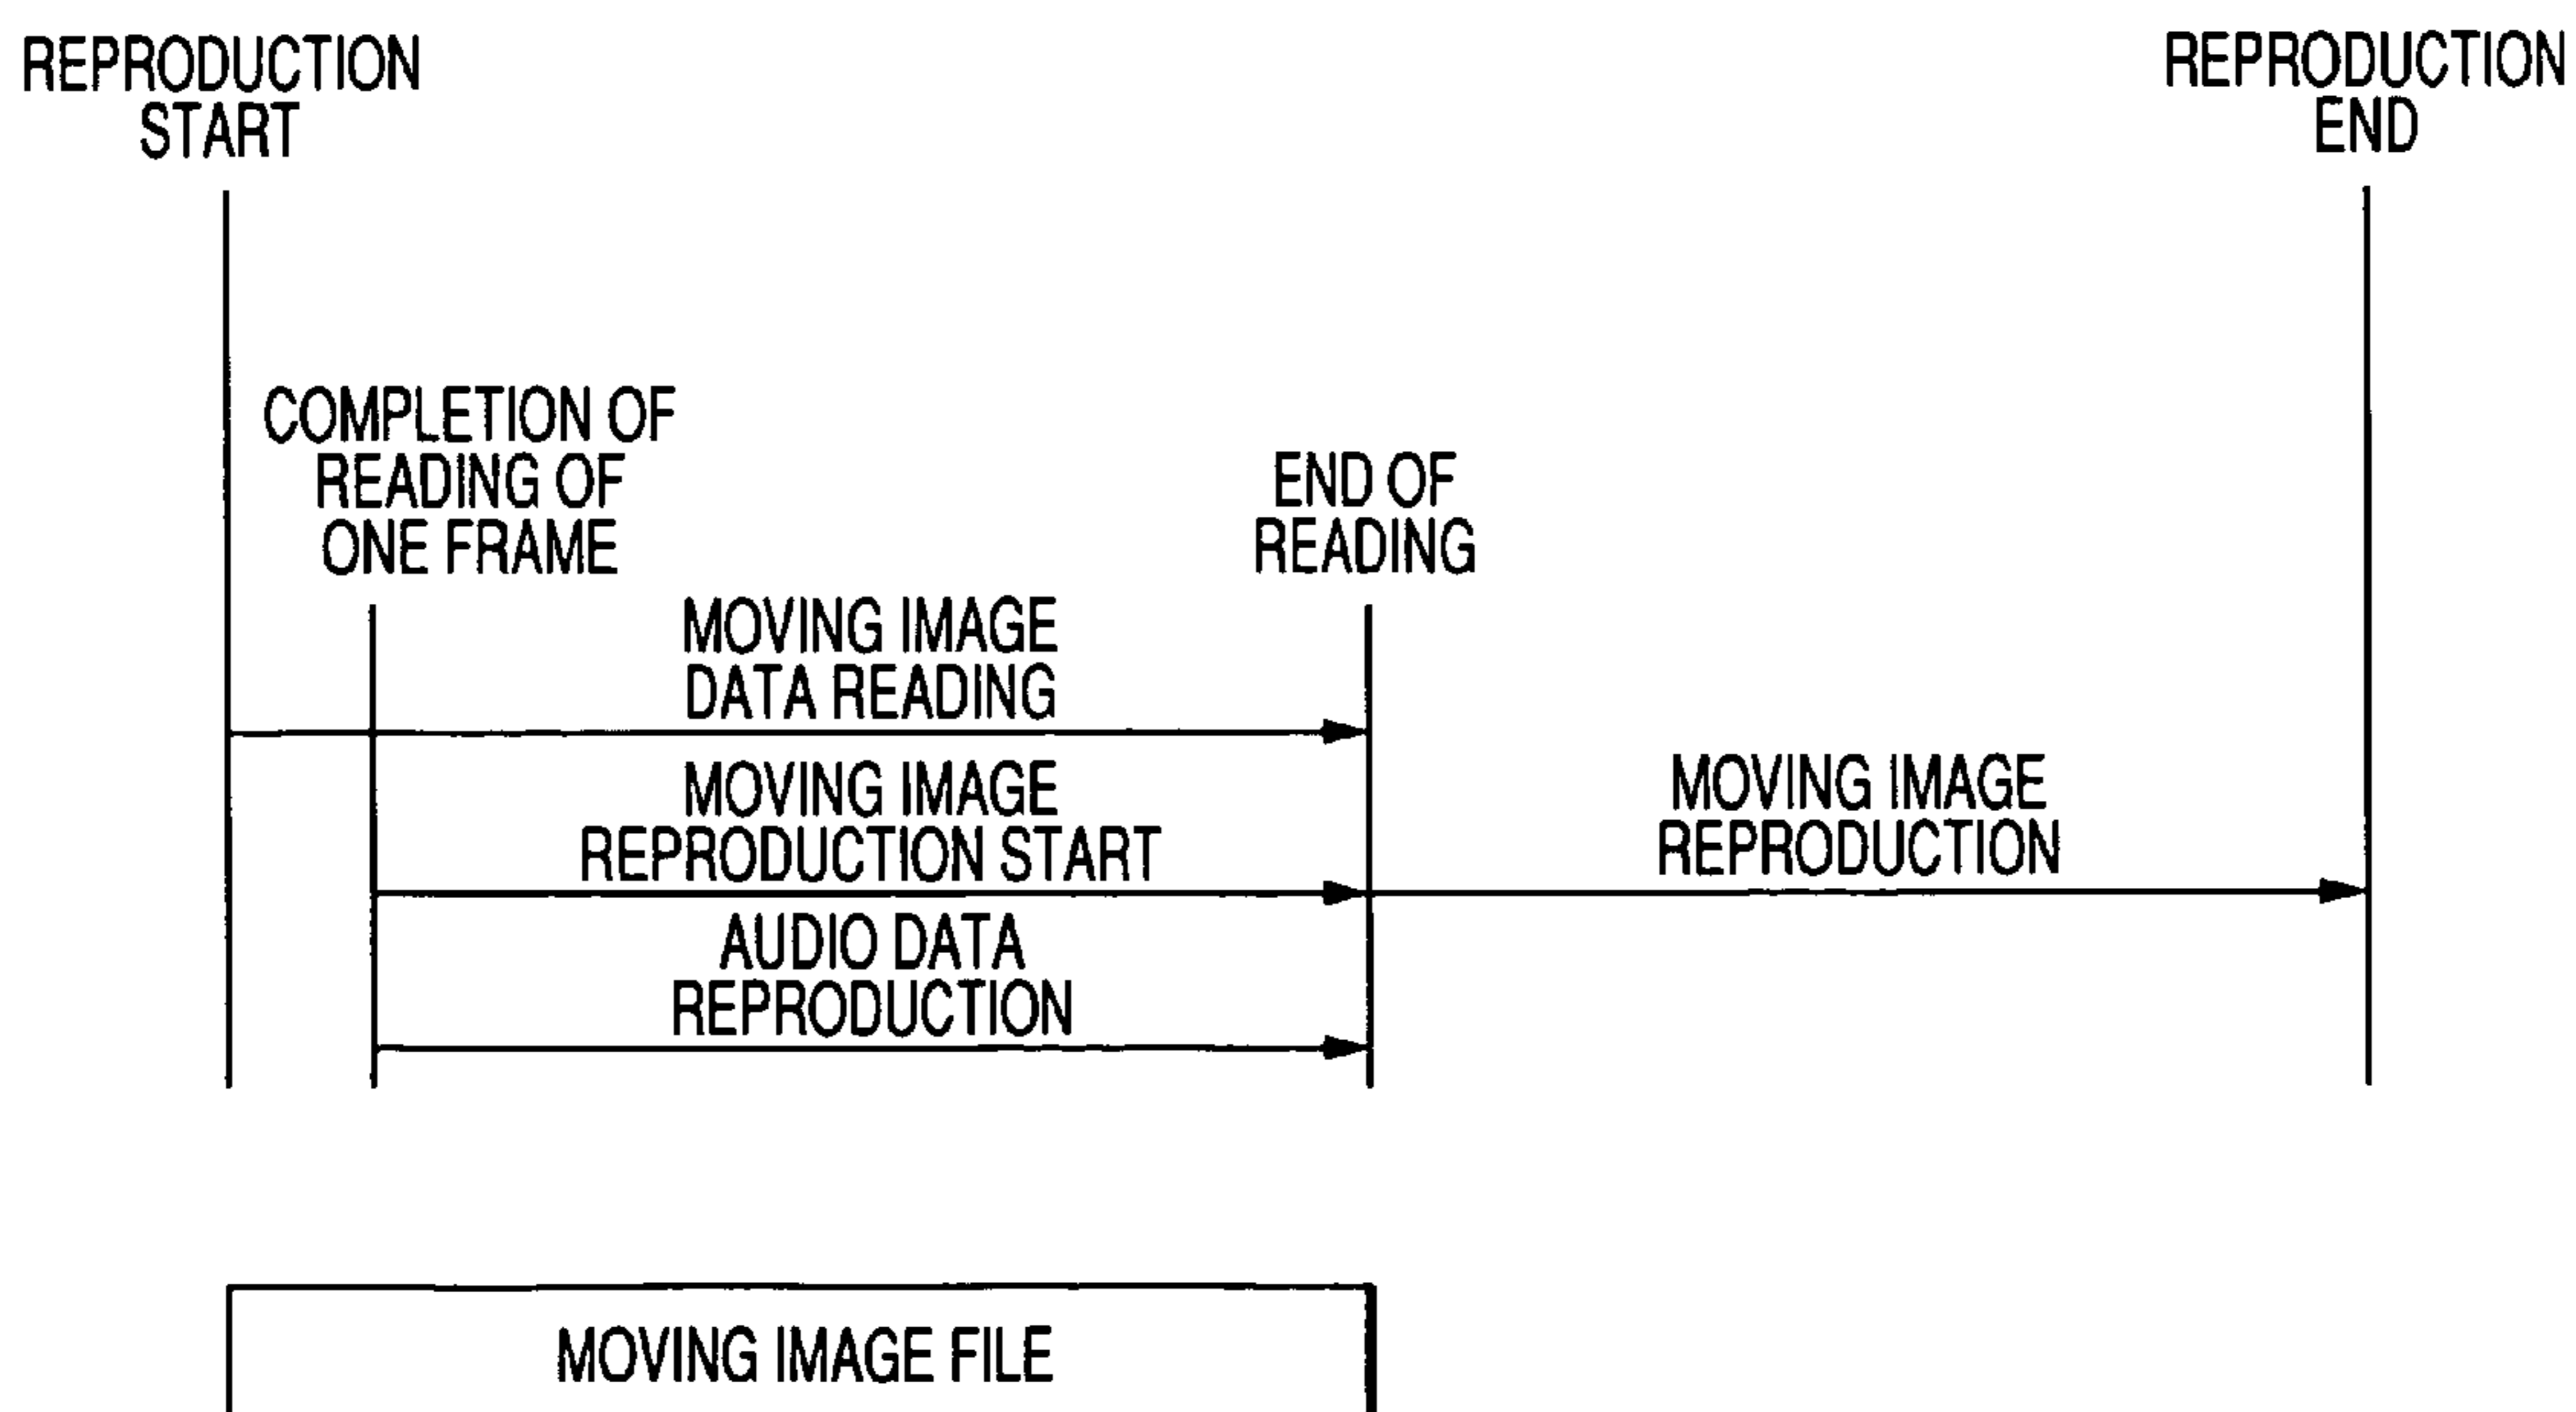 REPRODUCTION
START
REPRODUCTION
END
COMPLETION OF
READING OF
ONE FRAME
END OF
READING
MOVING IMAGE
DATA READING
MOVING IMAGE
REPRODUCTION START
MOVING IMAGE
REPRODUCTION
AUDIO DATA
REPRODUCTION
MOVING IMAGE FILE